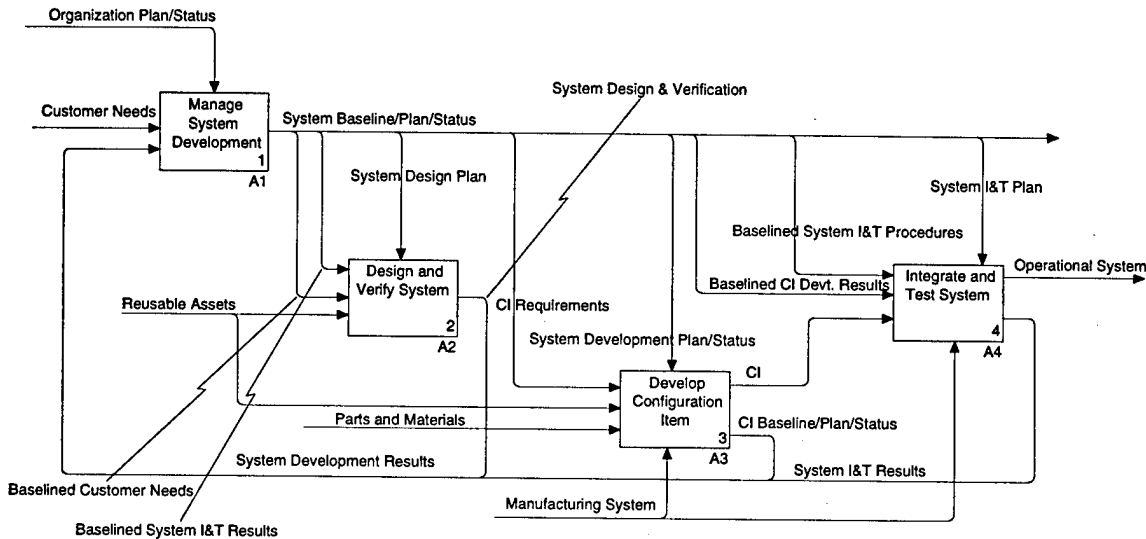 Organization Plan/Status
System Design & Verification
Customer Needs
Manage
System
Development
1
A1
System Baseline/Plan/Status
System Design Plan
System I&T Plan
Baselined System I&T Procedures
Design and
Verify System
2
A2
Integrate and
Test System
4
A4
Operational System
Baselined CI Devt. Results
Reusable Assets
CI Requirements
System Development Plan/Status
CI
Develop
Configuration
Item
3
A3
Parts and Materials
CI Baseline/Plan/Status
System Development Results
System I&T Results
Baselined Customer Needs
Manufacturing System
Baselined System I&T Results